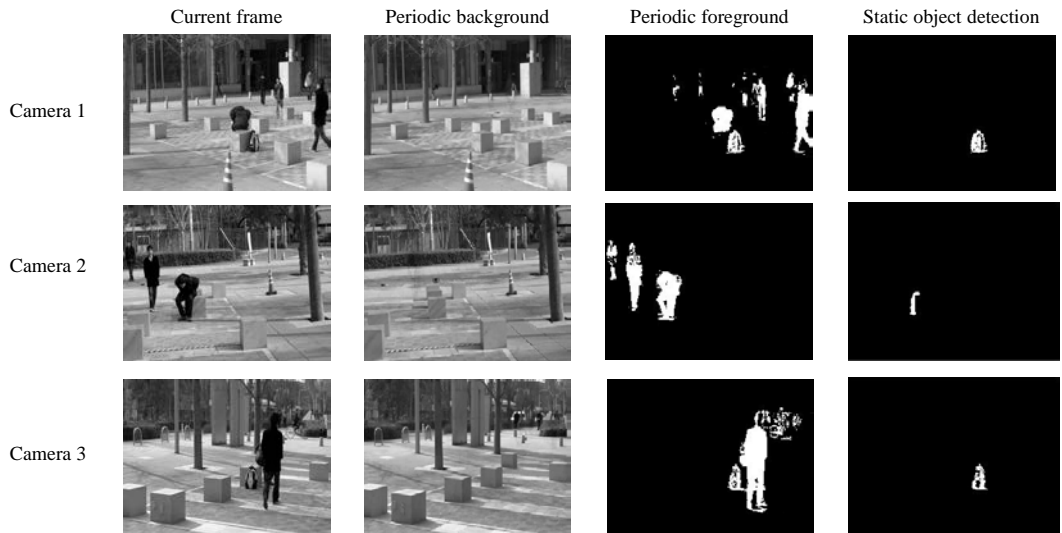 Current frame
Periodic background
Periodic foreground
Static object detection
Camera 1
Camera 2
Camera 3